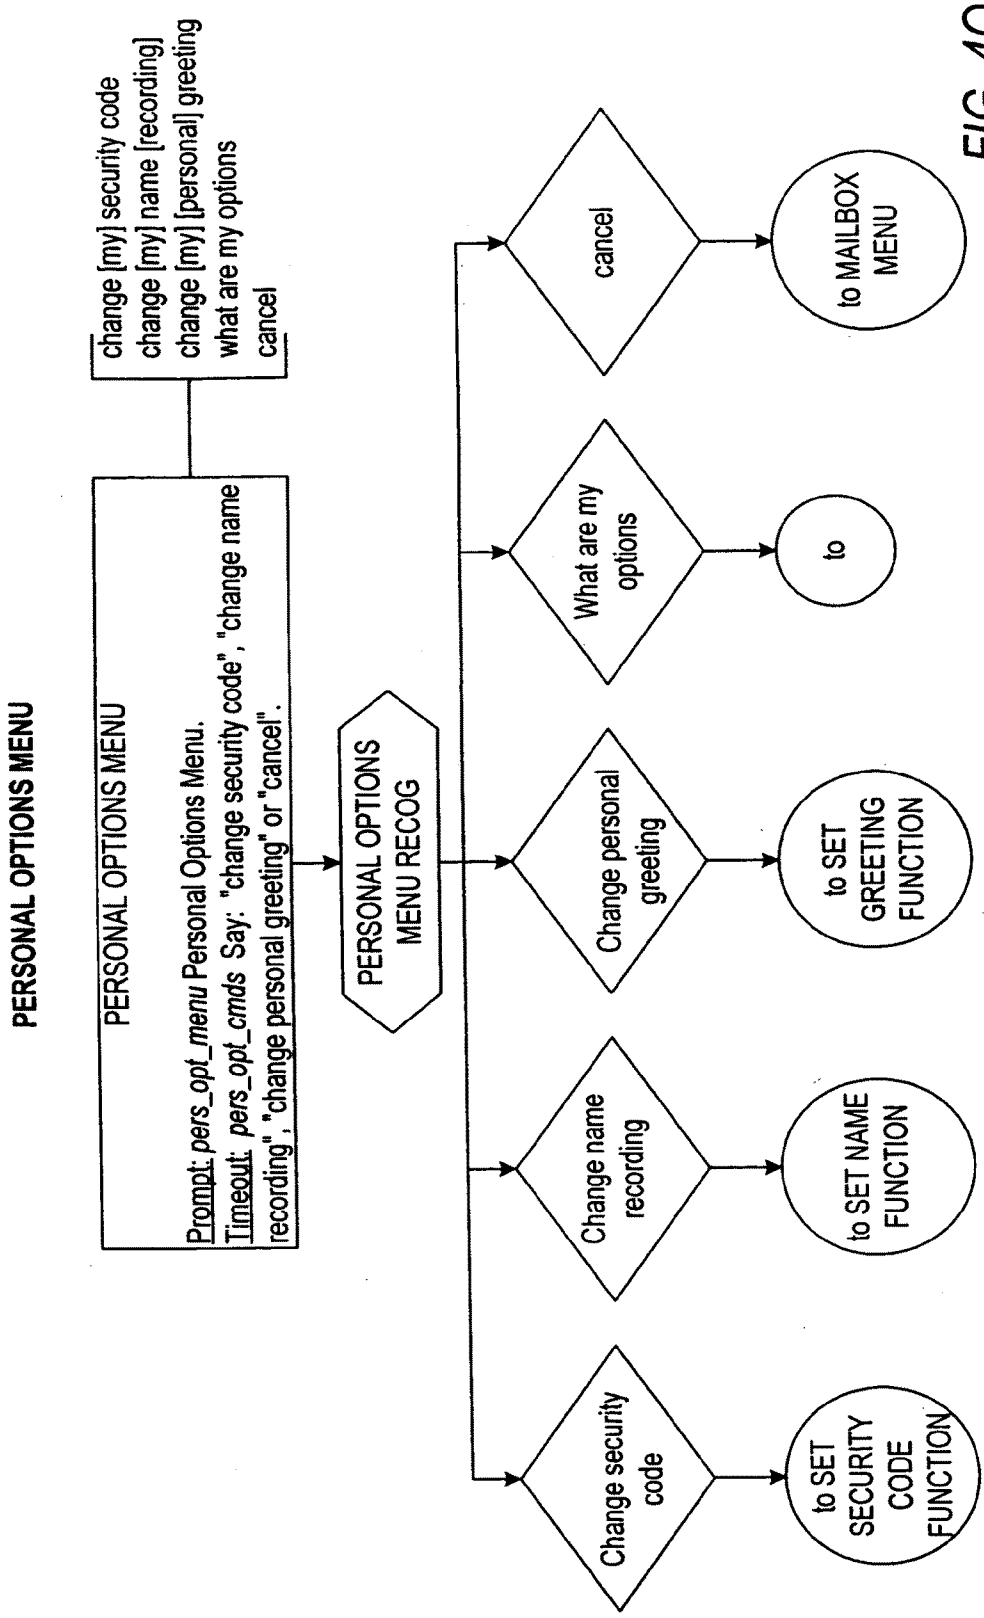 PERSONAL OPTIONS MENU
PERSONAL OPTIONS MENU
Prompt: pers_opt_menu Personal Options Menu.
Timeout: pers_opt_cmds Say: "change security code", "change name
recording", "change personal greeting" or "cancel".
change [my] security code
change [my] name [recording]
change [my] [personal] greeting
what are my options
cancel
PERSONAL OPTIONS
MENU RECOG
Change security
code
Change name
recording
Change personal
greeting
What are my
options
cancel
to SET
SECURITY
CODE
FUNCTION
to SET NAME
FUNCTION
to SET
GREETING
FUNCTION
to
to MAILBOX
MENU
FIG.